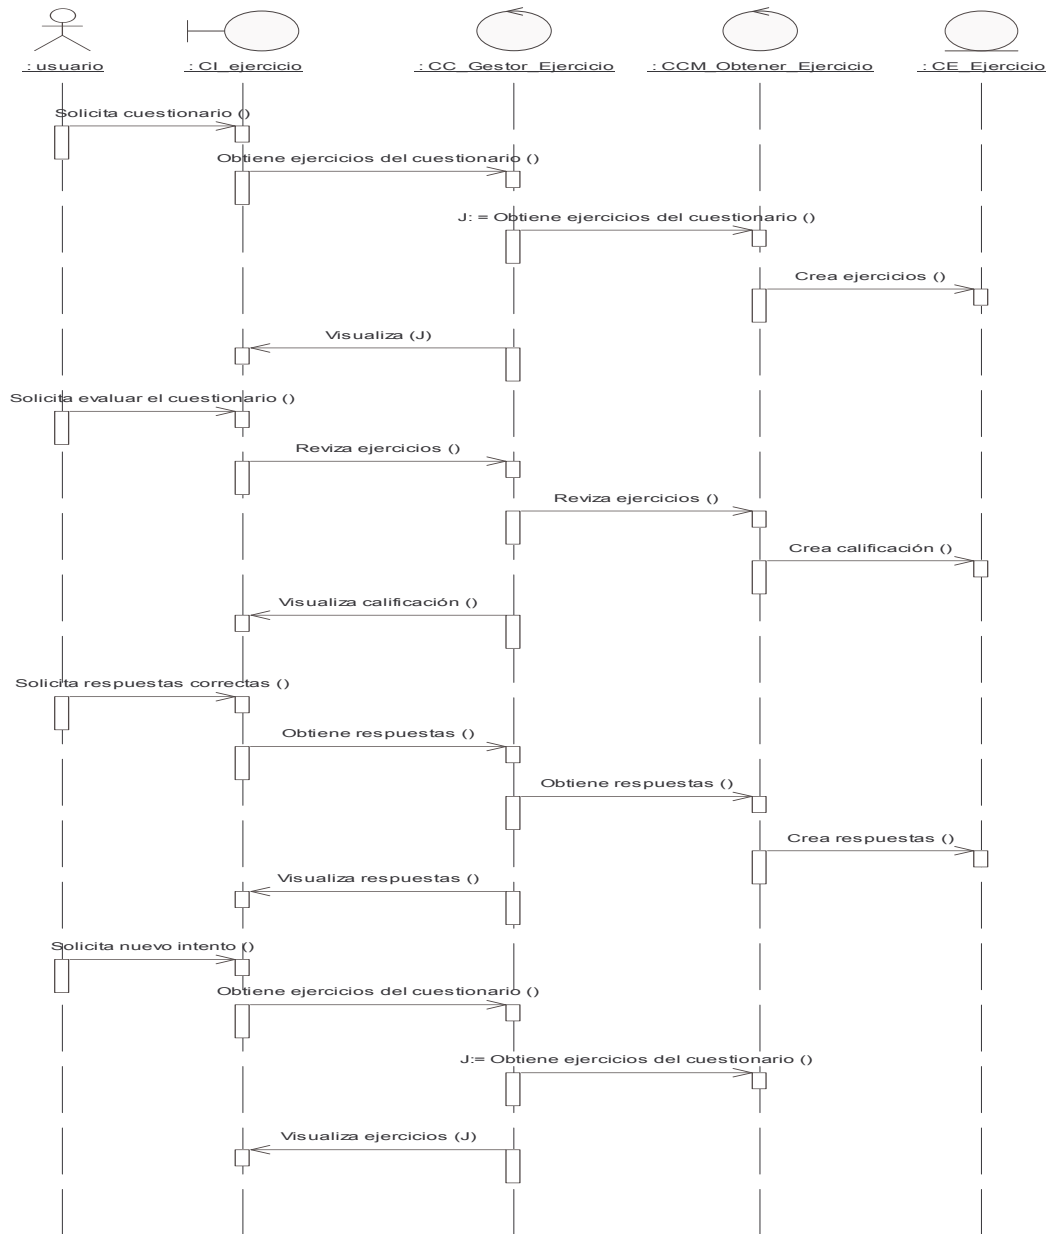 : usuario
: CI_ejercicio
: CC_Gestor_Ejercicio
: CCM_Obtener_Ejercicio
: CE_Ejercicio
Solicita cuestionario ()
Obtiene ejercicios del cuestionario ()
J: = Obtiene ejercicios del cuestionario ()
Crea ejercicios ()
Visualiza (J)
Solicita evaluar el cuestionario ()
Reviza ejercicios ()
Reviza ejercicios ()
Crea calificación ()
Visualiza calificación ()
Solicita respuestas correctas ()
Obtiene respuestas ()
Obtiene respuestas ()
Crea respuestas ()
Visualiza respuestas ()
Solicita nuevo intento ()
Obtiene ejercicios del cuestionario ()
J:= Obtiene ejercicios del cuestionario ()
Visualiza ejercicios (J)